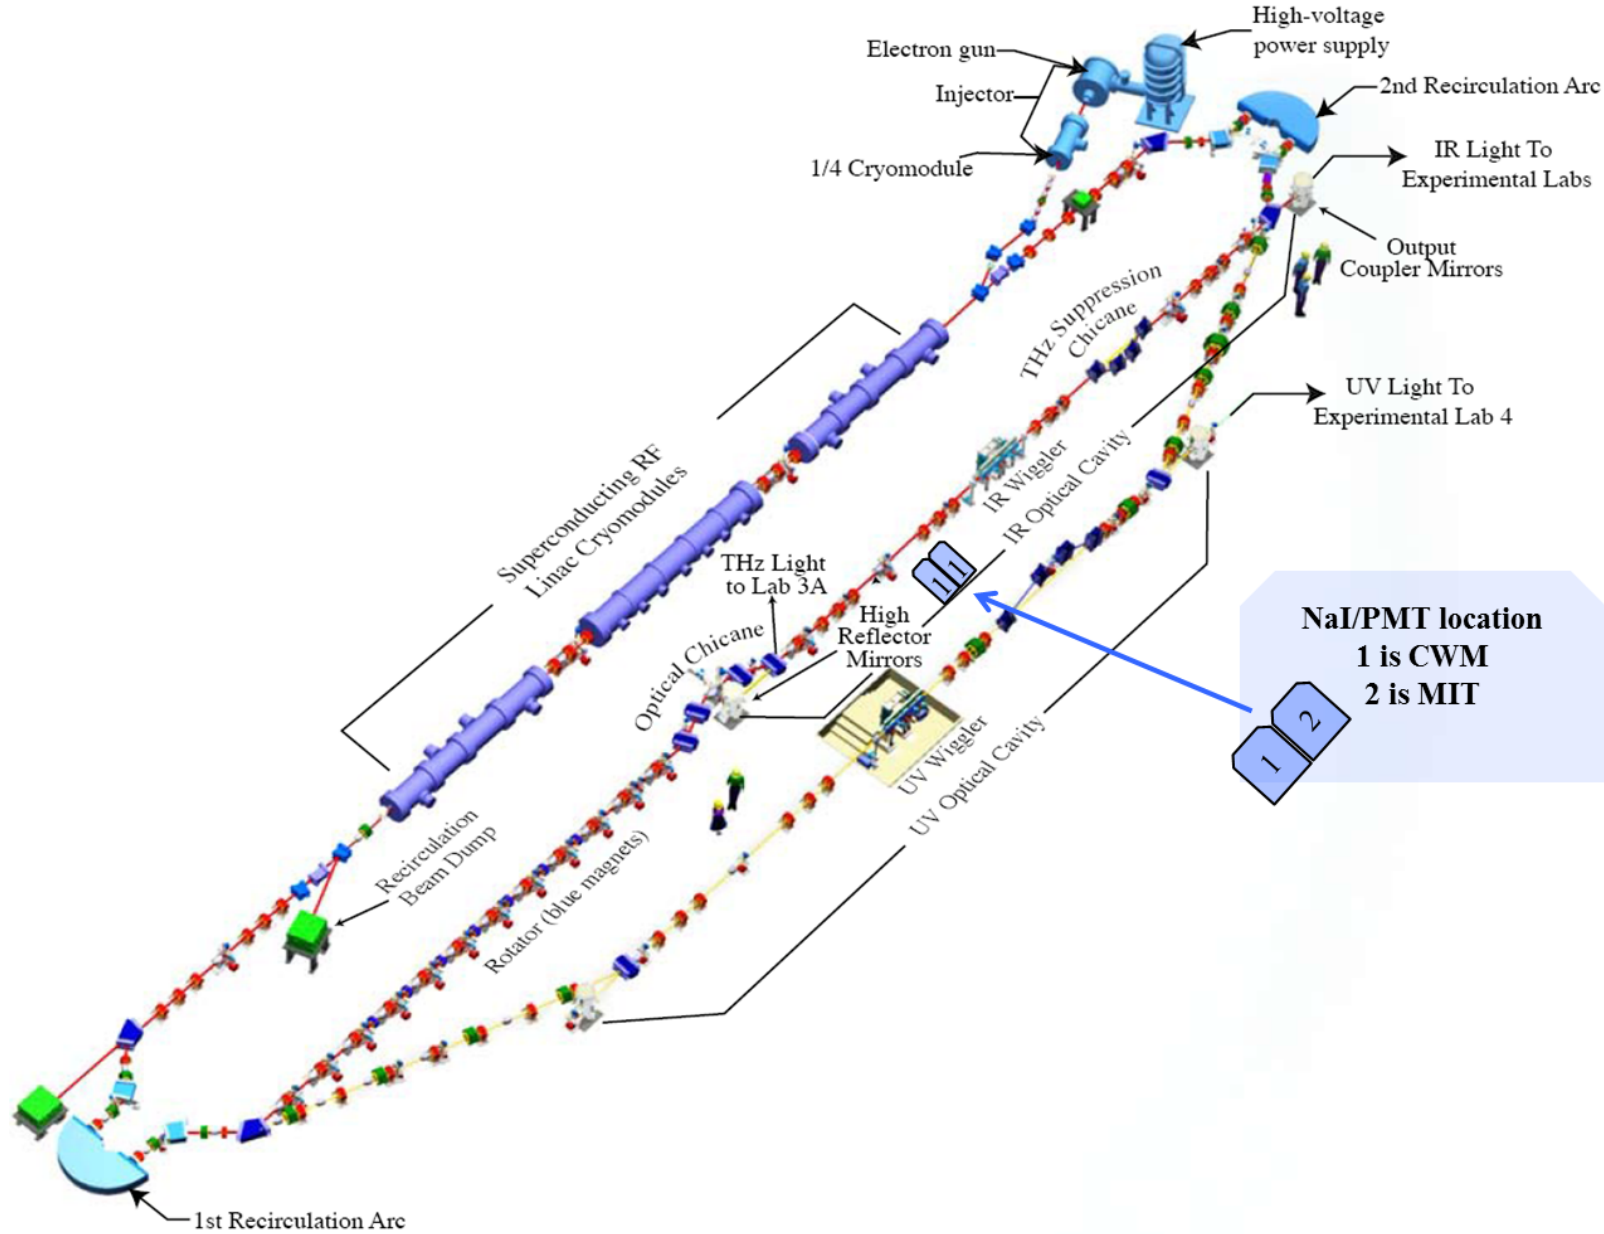 High-voltage
power supply
Electron gun
Injector
2nd Recirculation Arc
1/4 Cryomodule
IR Light To
Experimental Labs
Output
Coupler Mirrors
THz Suppression
Chicane
UV Light To
Experimental Lab 4
Superconducting RF
Linac Cryomodules
IR Wiggler
IR Optical Cavity
THz Light
to Lab 3A
1
1
High
Reflector
Mirrors
Optical Chicane
NaI/PMT location
1 is CWM
2 is MIT
2
1
UV Wiggler
UV Optical Cavity
Recirculation
Beam Dump
Rotator (blue magnets)
1st Recirculation Arc